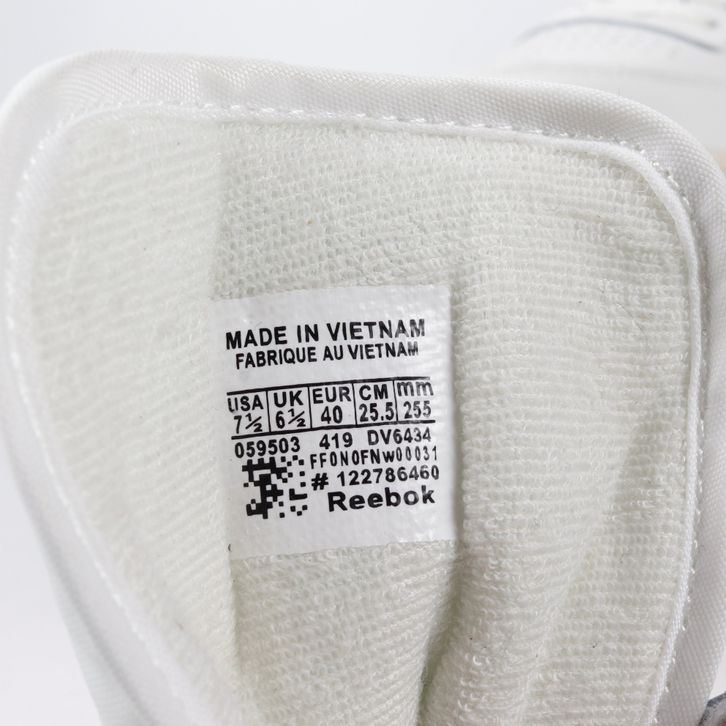 MADE IN VIETNAM
FABRIQUE AU VIETNAM
USA UK EUR CM mm
7½ 6½ 40 25.5 255
059503 419 DV6434
FF0N0FNW00031
# 122786460
Reebok